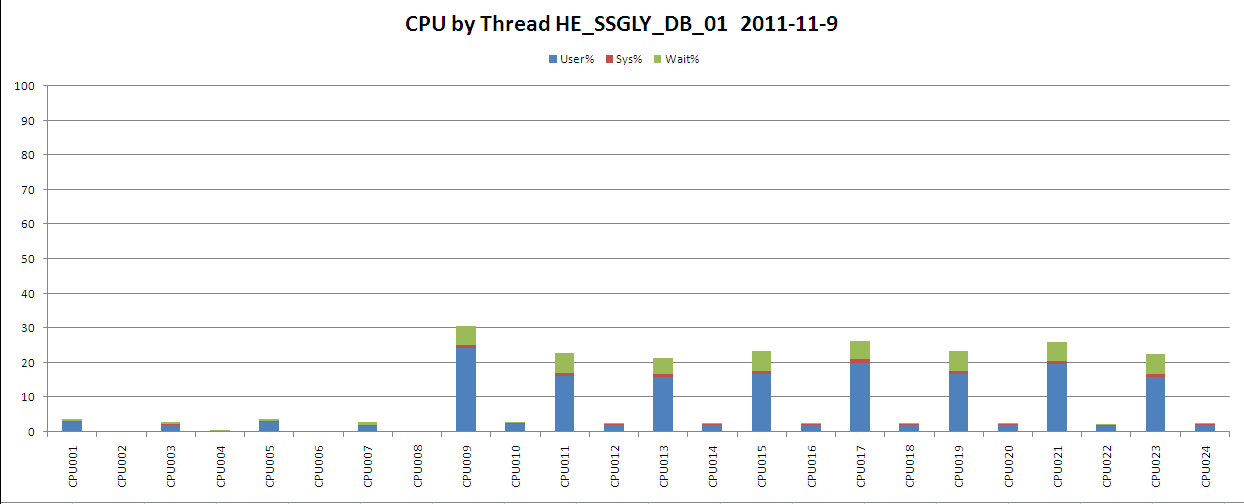 CPU by Thread HE_SSGLY_DB_01 2011-11-9
User% Sys% Wait%
100
90
80
70
60
50
40
30
20
10
0
CPU001
CPU002
CPU003
CPU004
CPU005
CPU006
CPU007
CPU008
CPU009
CPU010
CPU011
CPU012
CPU013
CPU014
CPU015
CPU016
CPU017
CPU018
CPU019
CPU020
CPU021
CPU022
CPU023
CPU024